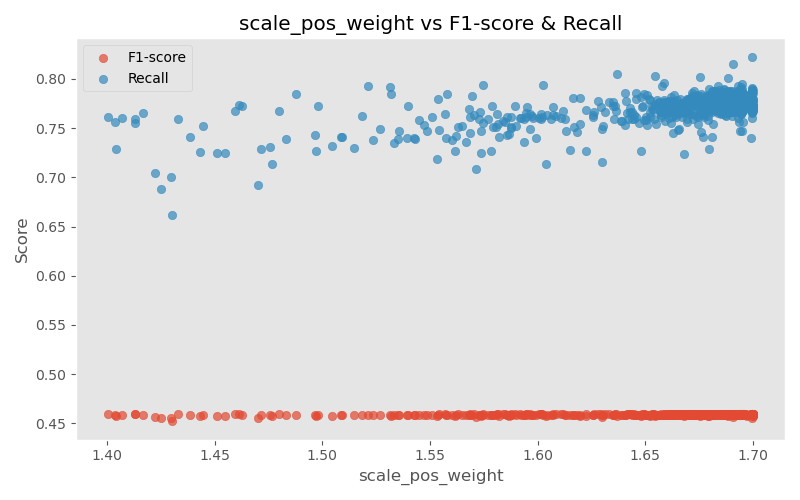 scale_pos_weight vs F1-score & Recall
F1-score
Recall
Score
0.80
0.75
0.70
0.65
0.60
0.55
0.50
0.45
1.40 1.45 1.50 1.55 1.60 1.65 1.70
scale_pos_weight